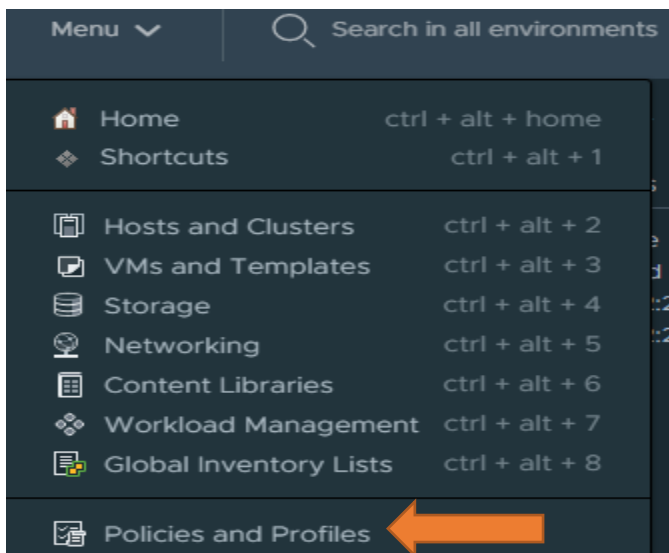 Menu Search in all environments
Home ctrl + alt + home
Shortcuts ctrl + alt + 1
Hosts and Clusters ctrl + alt + 2
VMs and Templates ctrl + alt + 3
Storage ctrl + alt + 4
Networking ctrl + alt + 5
Content Libraries ctrl + alt + 6
Workload Management ctrl + alt + 7
Global Inventory Lists ctrl + alt + 8
Policies and Profiles